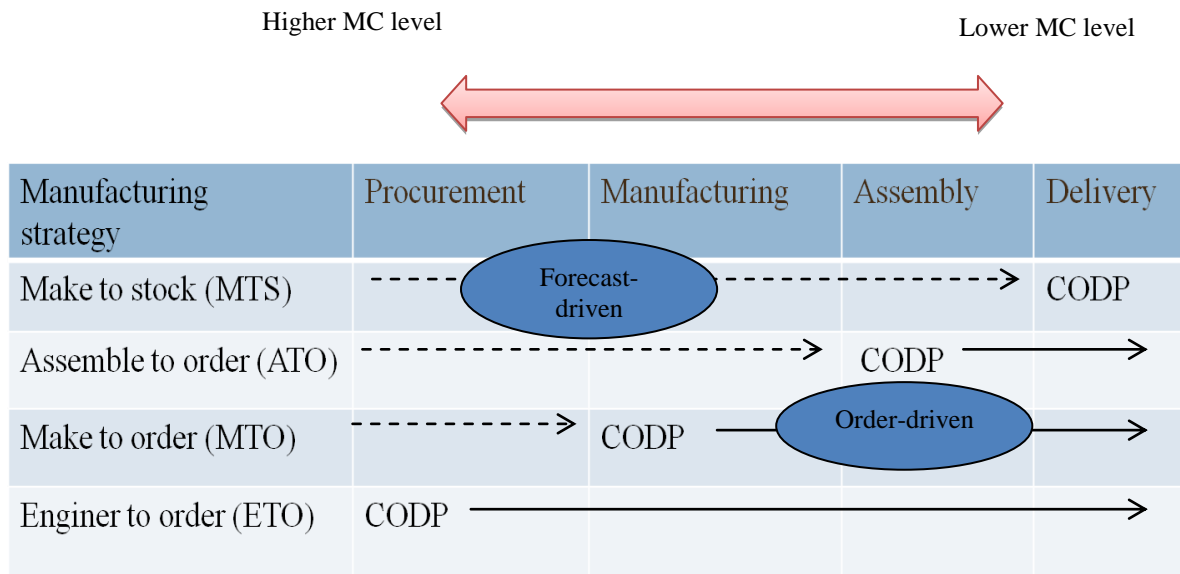 Higher MC level
Lower MC level
Manufacturing
strategy
Procurement
Manufacturing
Assembly
Delivery
Make to stock (MTS)
Forecast-
driven
CODP
Assemble to order (ATO)
CODP
Make to order (MTO)
CODP
Order-driven
Enginer to order (ETO)
CODP